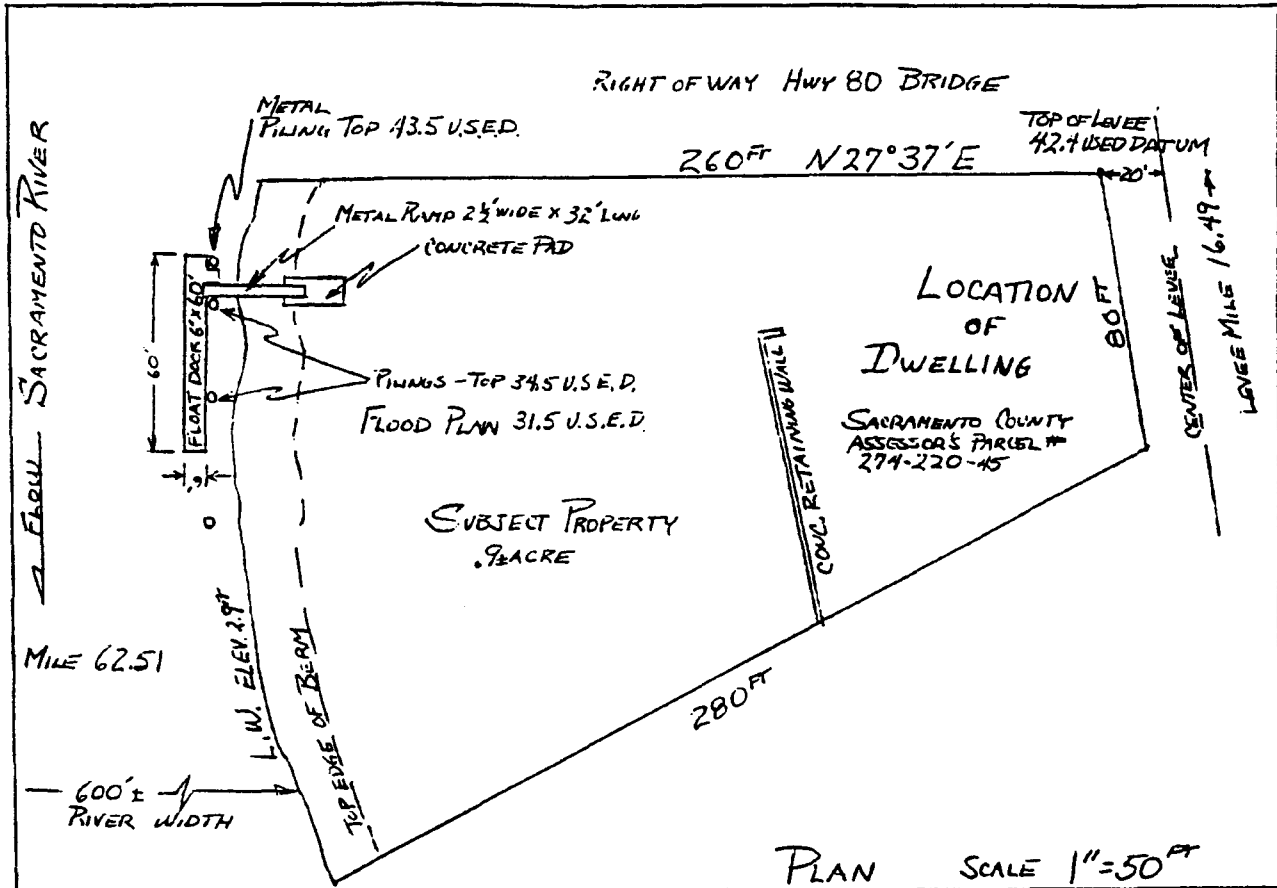 RIGHT OF WAY HWY 80 BRIDGE
METAL
PILING TOP 43.5 U.S.E.D.
TOP OF LEVEE
42.4 USED DATUM
260FT N27°37'E
20'
METAL RAMP 2½' WIDE x 32' LONG
CONCRETE PAD
FLOW SACRAMENTO RIVER
60'
FLOAT DOCK 6' x 60'
PILINGS - TOP 34.5 U.S.E.D.
FLOOD PLAIN 31.5 U.S.E.D.
LOCATION
OF
DWELLING
80FT
CENTER OF LEVEE
LEVEE MILE 16.49
SACRAMENTO COUNTY
ASSESSOR'S PARCEL #
274-220-45
CONC. RETAINING WALL
SUBJECT PROPERTY
.9±ACRE
MILE 62.51
L.W. ELEV. 2.9FT
TOP EDGE OF BERM
280FT
600'±
RIVER WIDTH
PLAN SCALE 1"=50FT